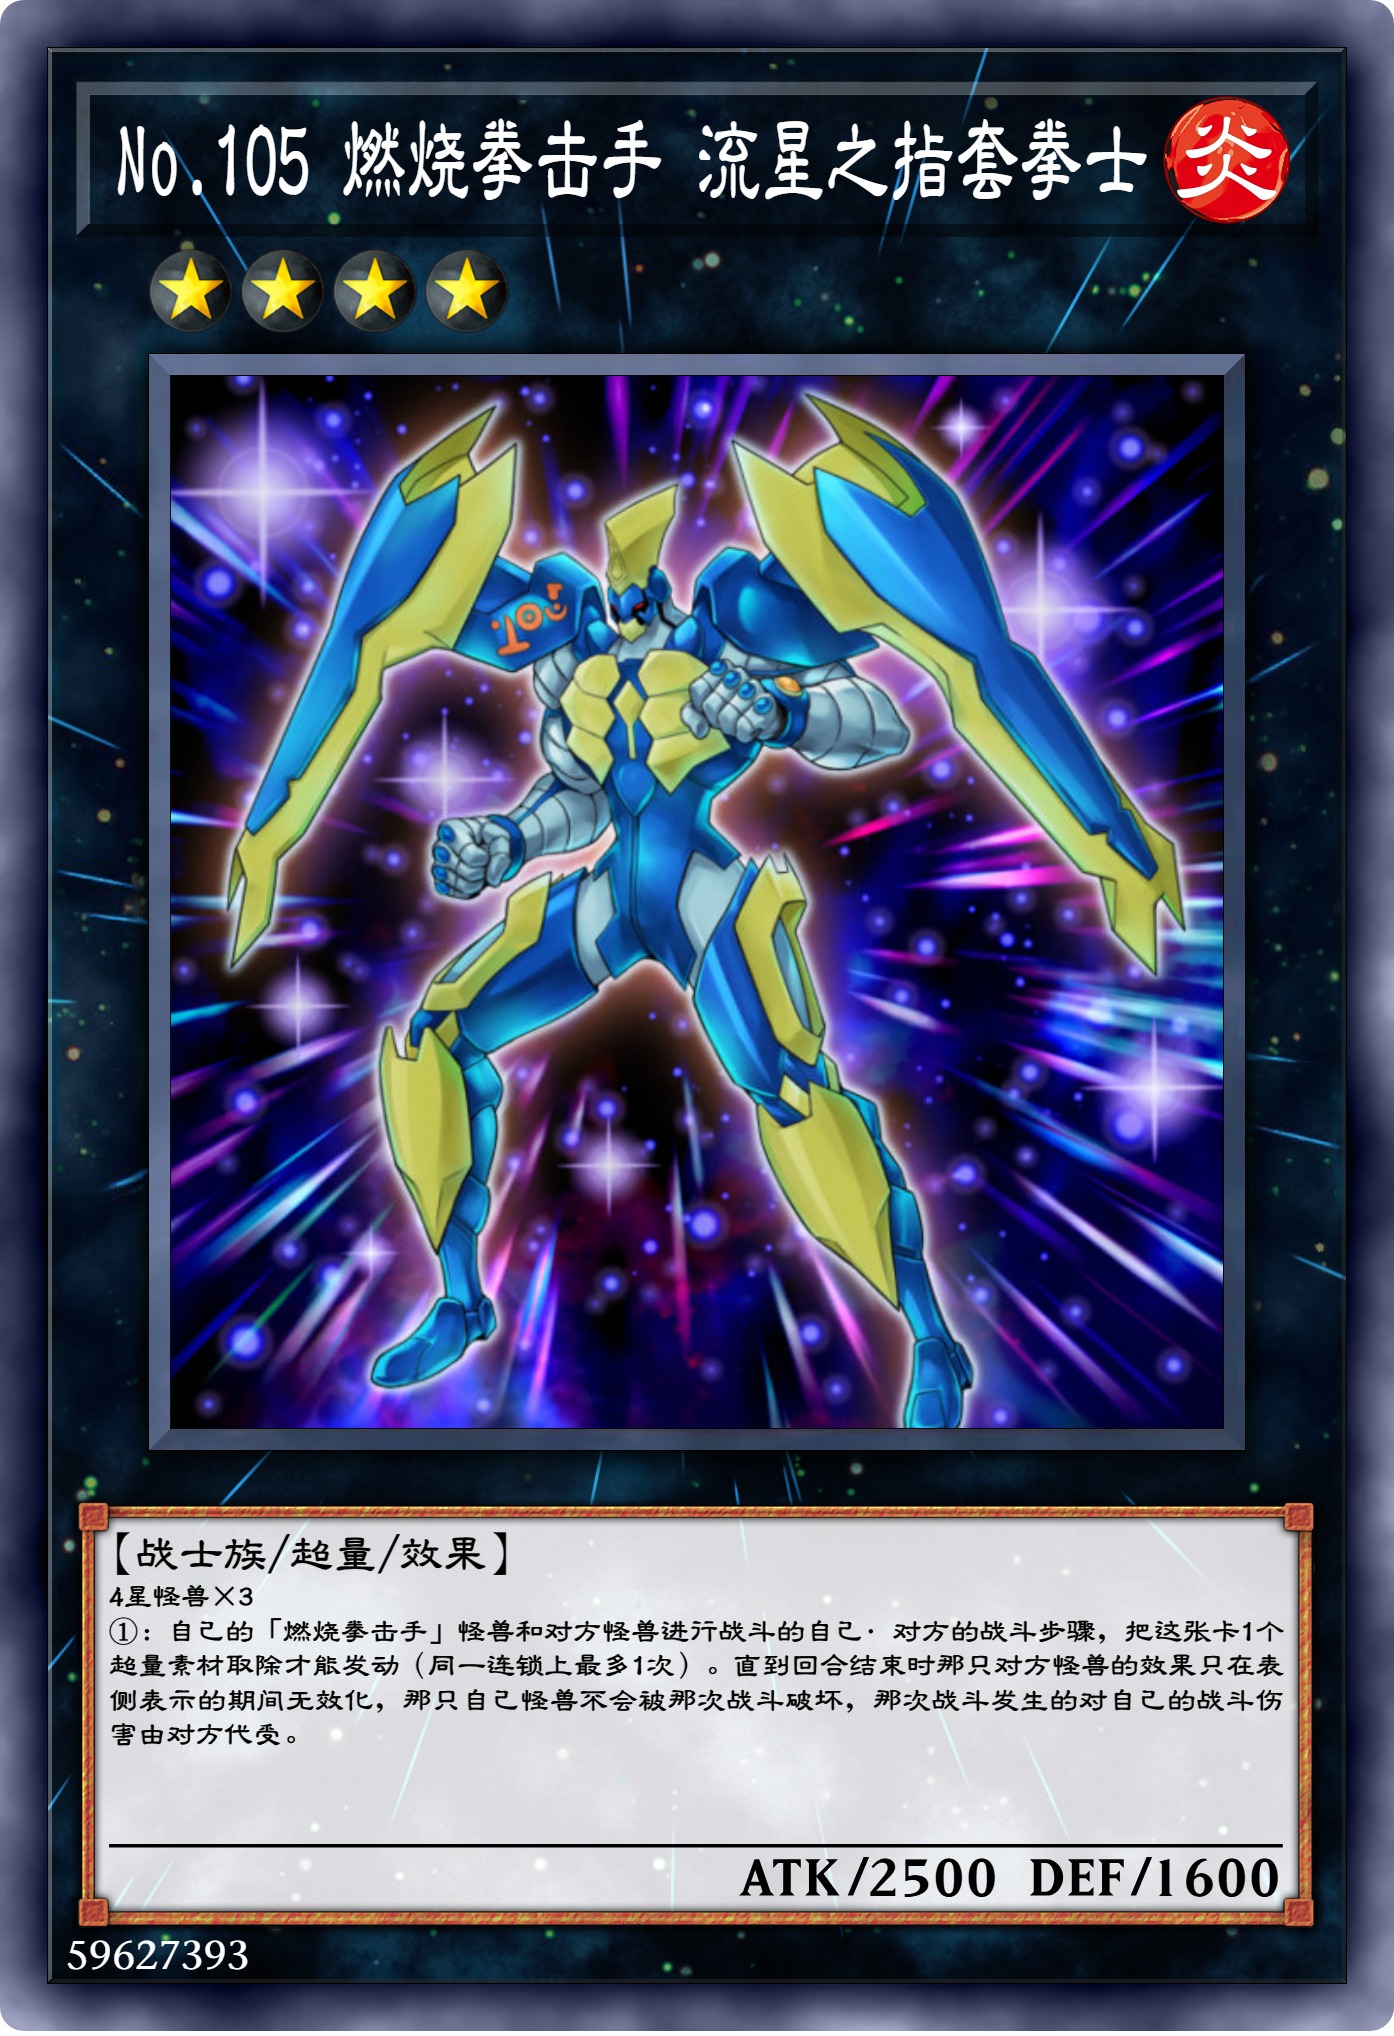 No.105 燃烧拳击手 流星之指套拳士 炎
105
【战士族/超量/效果】
4星怪兽×3
①：自己的「燃烧拳击手」怪兽和对方怪兽进行战斗的自己·对方的战斗步骤，把这张卡1个
超量素材取除才能发动（同一连锁上最多1次）。直到回合结束时那只对方怪兽的效果只在表
侧表示的期间无效化，那只自己怪兽不会被那次战斗破坏，那次战斗发生的对自己的战斗伤
害由对方代受。
ATK/2500 DEF/1600
59627393